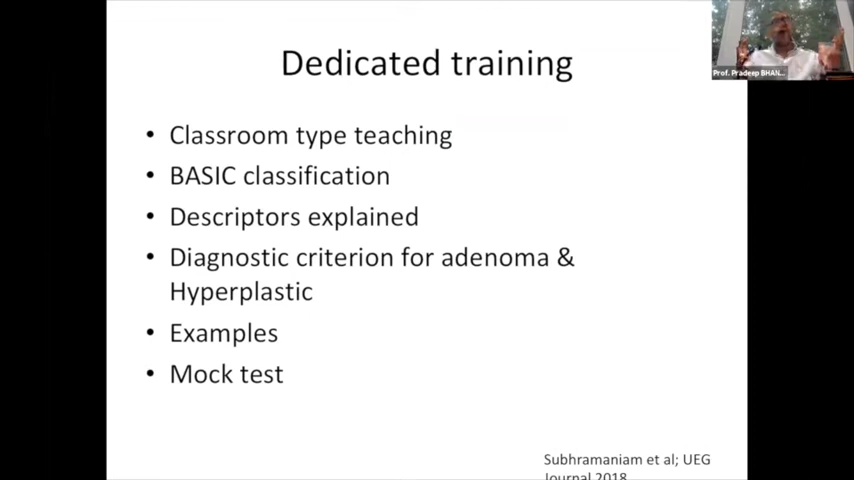 Dedicated training
Prof. Pradeep BHAN...
• Classroom type teaching
• BASIC classification
• Descriptors explained
• Diagnostic criterion for adenoma &
Hyperplastic
• Examples
• Mock test
Subhramaniam et al; UEG
Journal 2018